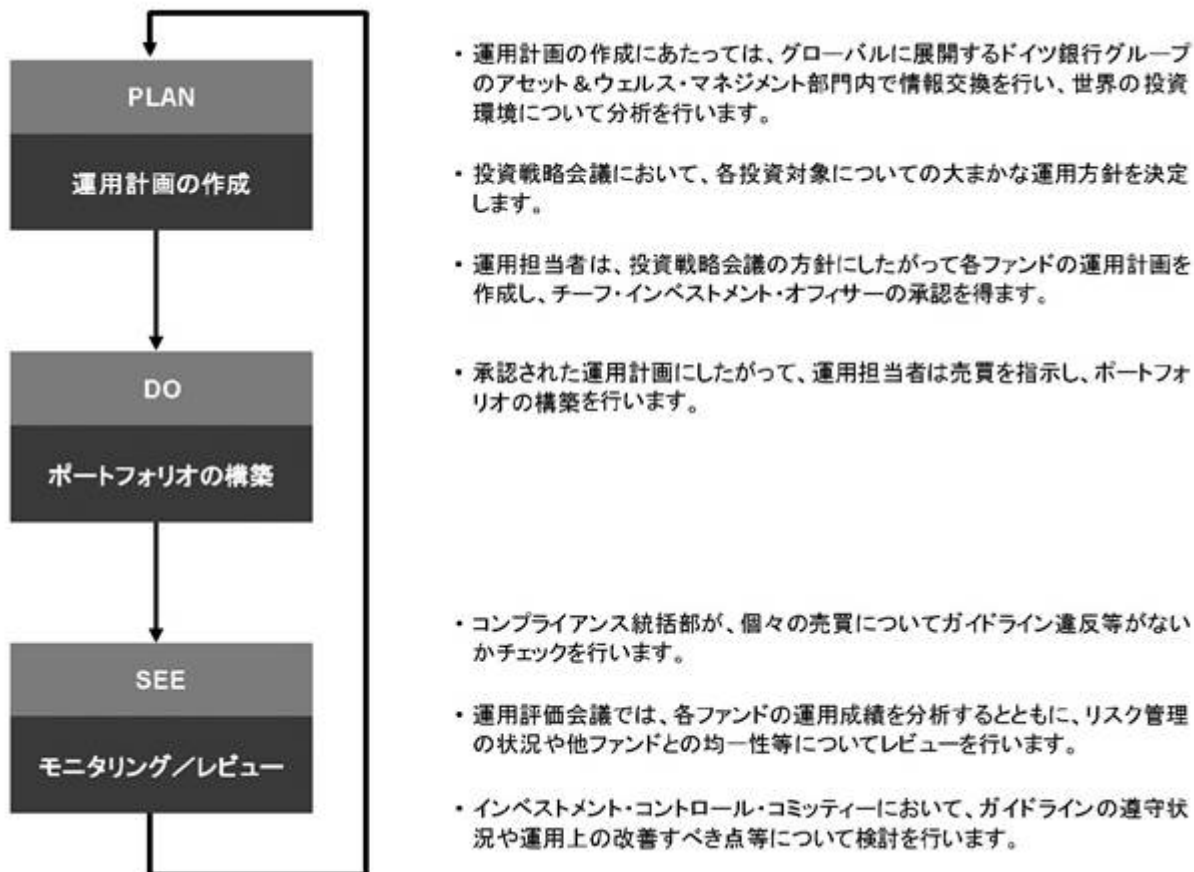 PLAN
運用計画の作成
・運用計画の作成にあたっては、グローバルに展開するドイツ銀行グループ
のアセット＆ウェルス・マネジメント部門内で情報交換を行い、世界の投資
環境について分析を行います。
・投資戦略会議において、各投資対象についての大まかな運用方針を決定
します。
・運用担当者は、投資戦略会議の方針にしたがって各ファンドの運用計画を
作成し、チーフ・インベストメント・オフィサーの承認を得ます。
DO
ポートフォリオの構築
・承認された運用計画にしたがって、運用担当者は売買を指示し、ポートフォ
リオの構築を行います。
SEE
モニタリング／レビュー
・コンプライアンス統括部が、個々の売買についてガイドライン違反等がない
かチェックを行います。
・運用評価会議では、各ファンドの運用成績を分析するとともに、リスク管理
の状況や他ファンドとの均一性等についてレビューを行います。
・インベストメント・コントロール・コミッティーにおいて、ガイドラインの遵守状
況や運用上の改善すべき点等について検討を行います。